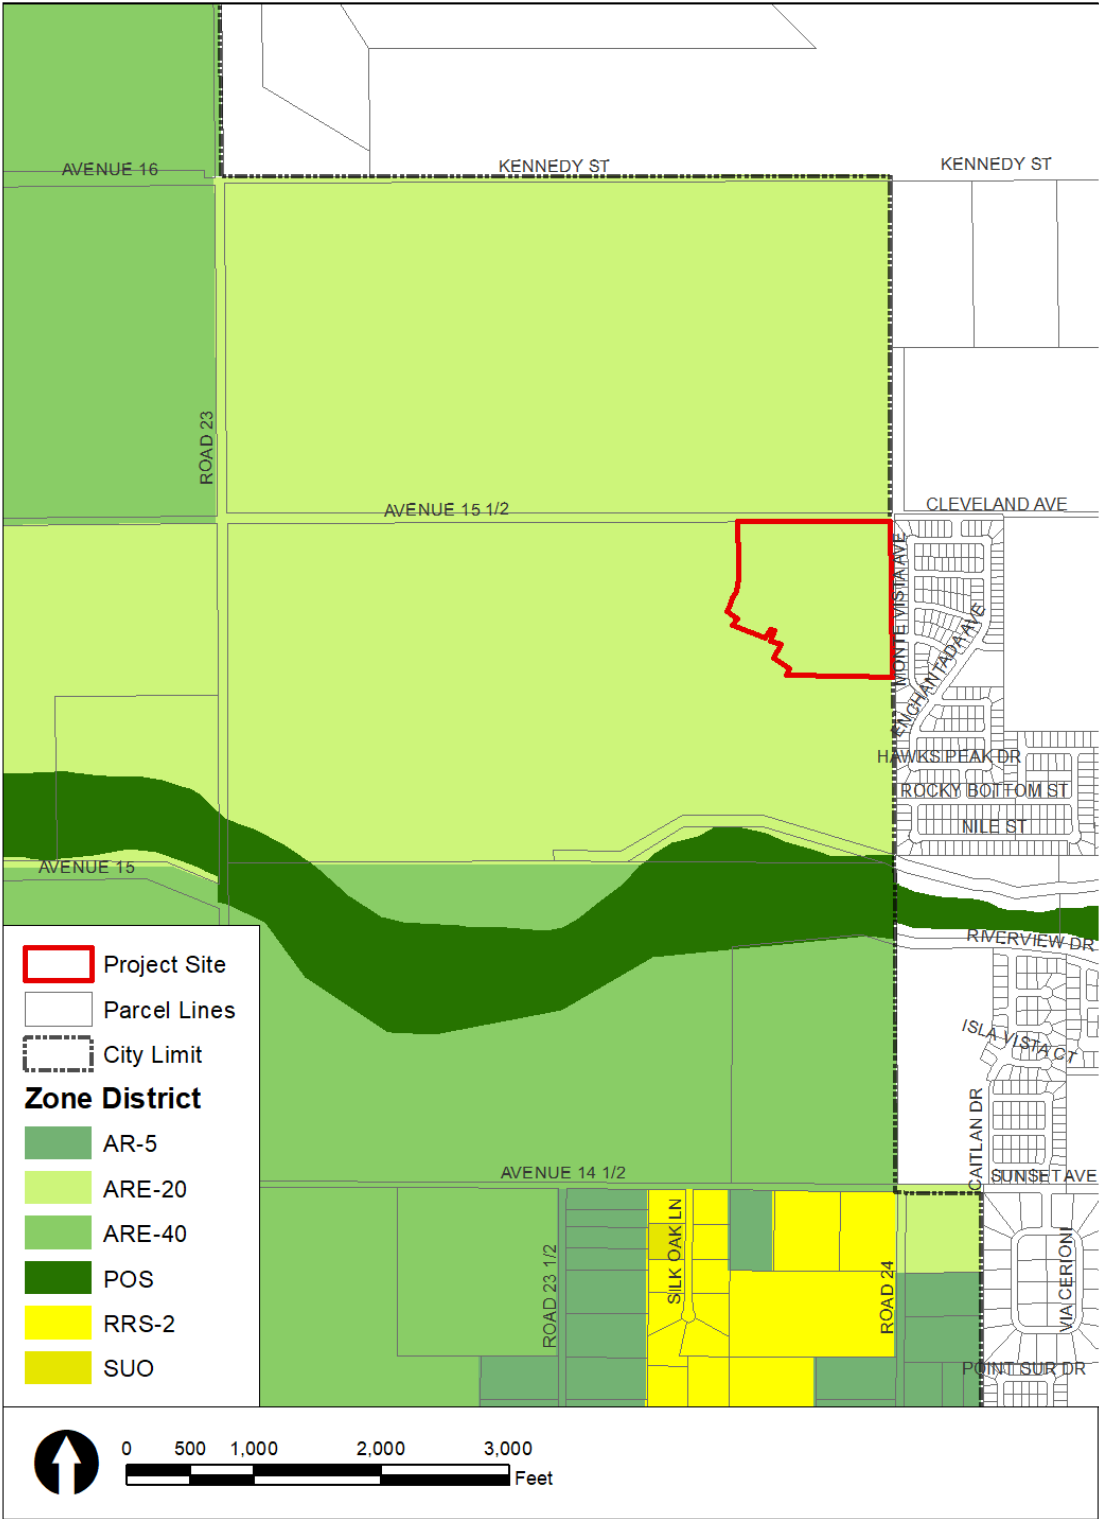 AVENUE 16
KENNEDY ST
KENNEDY ST
ROAD 23
AVENUE 15 1/2
CLEVELAND AVE
MONTE VISTA AVE
ENCHANTADA AVE
HAWKS PEAK DR
ROCKY BOTTOM ST
NILE ST
AVENUE 15
RIVERVIEW DR
ISLA VISTA CT
CAITLAN DR
AVENUE 14 1/2
SUNSET AVE
SILK OAK LN
ROAD 23 1/2
ROAD 24
VIA CERIONI
POINT SUR DR
Project Site
Parcel Lines
City Limit
Zone District
AR-5
ARE-20
ARE-40
POS
RRS-2
SUO
0 500 1,000 2,000 3,000
Feet